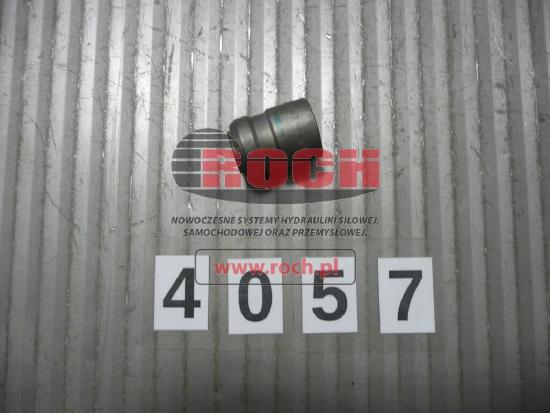 ROCH
NOWOCZESNE SYSTEMY HYDRAULIKI SIŁOWEJ,
SAMOCHODOWEJ ORAZ PRZEMYSŁOWEJ.
www.roch.pl
4 0 5 7